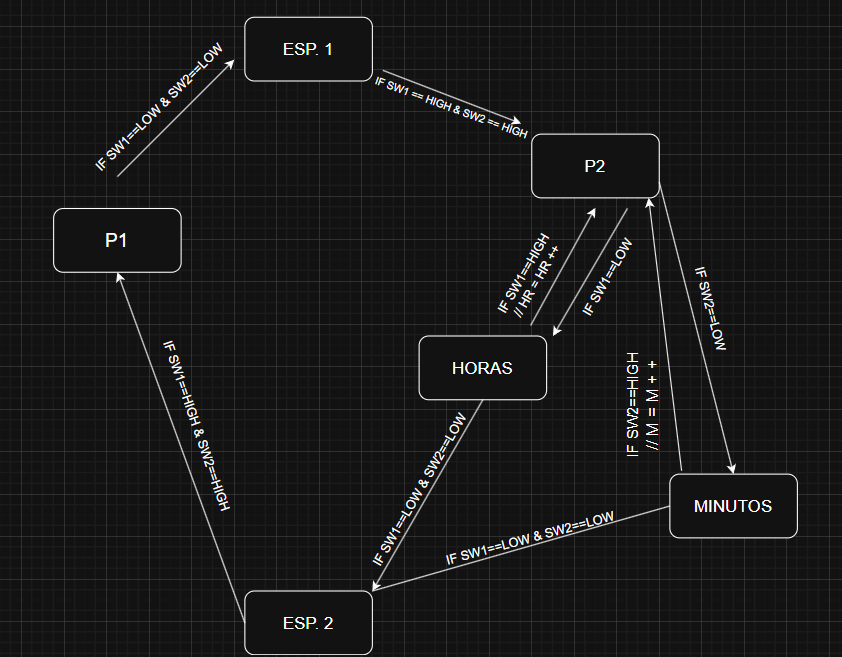 ESP. 1
IF SW1==LOW & SW2==LOW
IF SW1 == HIGH & SW2 == HIGH
P2
P1
IF SW1==HIGH
// HR = HR ++
IF SW1==LOW
IF SW2==LOW
HORAS
IF SW2==HIGH
// M = M + +
IF SW1==HIGH & SW2==HIGH
IF SW1==LOW & SW2==LOW
MINUTOS
IF SW1==LOW & SW2==LOW
ESP. 2